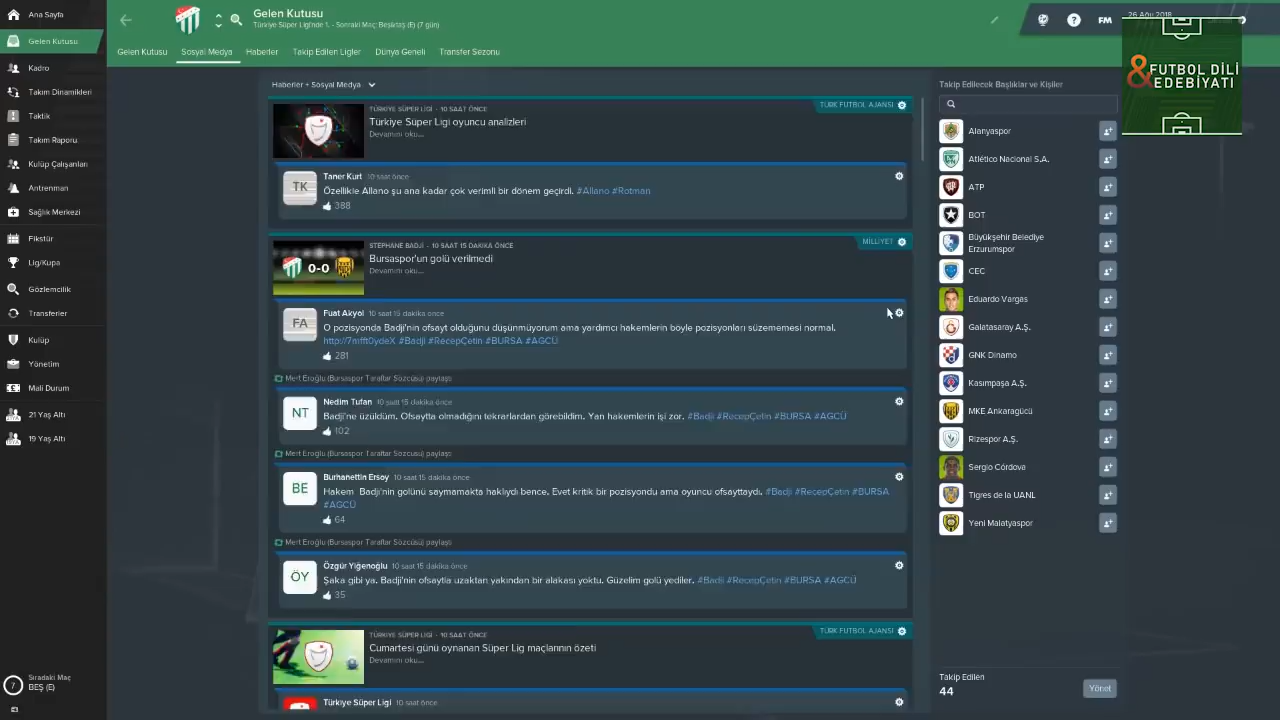 Ana Sayfa
Gelen Kutusu
Kadro
Takım Dinamikleri
Taktik
Takım Raporu
Kulüp Çalışanları
Antrenman
Sağlık Merkezi
Fikstür
Lig/Kupa
Gözlemcilik
Transferler
Kulüp
Yönetim
Mali Durum
21 Yaş Altı
19 Yaş Altı
Sıradaki Maç
BEŞ (E)
Gelen Kutusu
Türkiye Süper Ligi'nde 1. - Sonraki Maç: Beşiktaş (E) (7 gün)
FM
26 Ağu 2018
& FUTBOL DİLİ
EDEBİYATI
Gelen Kutusu Sosyal Medya Haberler Takip Edilen Ligler Dünya Geneli Transfer Sezonu
Haberler + Sosyal Medya
TÜRKİYE SÜPER LİGİ - 10 SAAT ÖNCE
TÜRK FUTBOL AJANSI
Türkiye Süper Ligi oyuncu analizleri
Devamını oku...
TK
Taner Kurt 10 saat önce
Özellikle Allano şu ana kadar çok verimli bir dönem geçirdi. #Allano #Rotman
388
STEPHANE BADJI - 10 SAAT 15 DAKIKA ÖNCE
MİLLİYET
0-0
Bursaspor'un golü verilmedi
Devamını oku...
FA
Fuat Akyol 10 saat 15 dakika önce
O pozisyonda Badji'nin ofsayt olduğunu düşünmüyorum ama yardımcı hakemlerin böyle pozisyonları süzememesi normal.
http://7mfft0ydeX #Badji #RecepÇetin #BURSA #AGCÜ
281
Mert Eroğlu (Bursaspor Taraftar Sözcüsü) paylaştı
NT
Nedim Tufan 10 saat 15 dakika önce
Badji'ne üzüldüm. Ofsaytta olmadığını tekrarlardan görebildim. Yan hakemlerin işi zor. #Badji #RecepÇetin #BURSA #AGCÜ
102
Mert Eroğlu (Bursaspor Taraftar Sözcüsü) paylaştı
BE
Burhanettin Ersoy 10 saat 15 dakika önce
Hakem Badji'nin golünü saymamakta haklıydı bence. Evet kritik bir pozisyondu ama oyuncu ofsayttaydı. #Badji #RecepÇetin #BURSA
#AGCÜ
64
Mert Eroğlu (Bursaspor Taraftar Sözcüsü) paylaştı
ÖY
Özgür Yiğenoğlu 10 saat 15 dakika önce
Şaka gibi ya. Badji'nin ofsaytla uzaktan yakından bir alakası yoktu. Güzelim golü yediler. #Badji #RecepÇetin #BURSA #AGCÜ
35
TÜRKİYE SÜPER LİGİ - 10 SAAT ÖNCE
TÜRK FUTBOL AJANSI
Cumartesi günü oynanan Süper Lig maçlarının özeti
Devamını oku...
Türkiye Süper Ligi 10 saat önce
Takip Edilecek Başlıklar ve Kişiler
Alanyaspor
Atlético Nacional S.A.
ATP
BOT
Büyükşehir Belediye
Erzurumspor
CEC
Eduardo Vargas
Galatasaray A.Ş.
GNK Dinamo
Kasımpaşa A.Ş.
MKE Ankaragücü
Rizespor A.Ş.
Sergio Córdova
Tigres de la UANL
Yeni Malatyaspor
Takip Edilen
44
Yönet